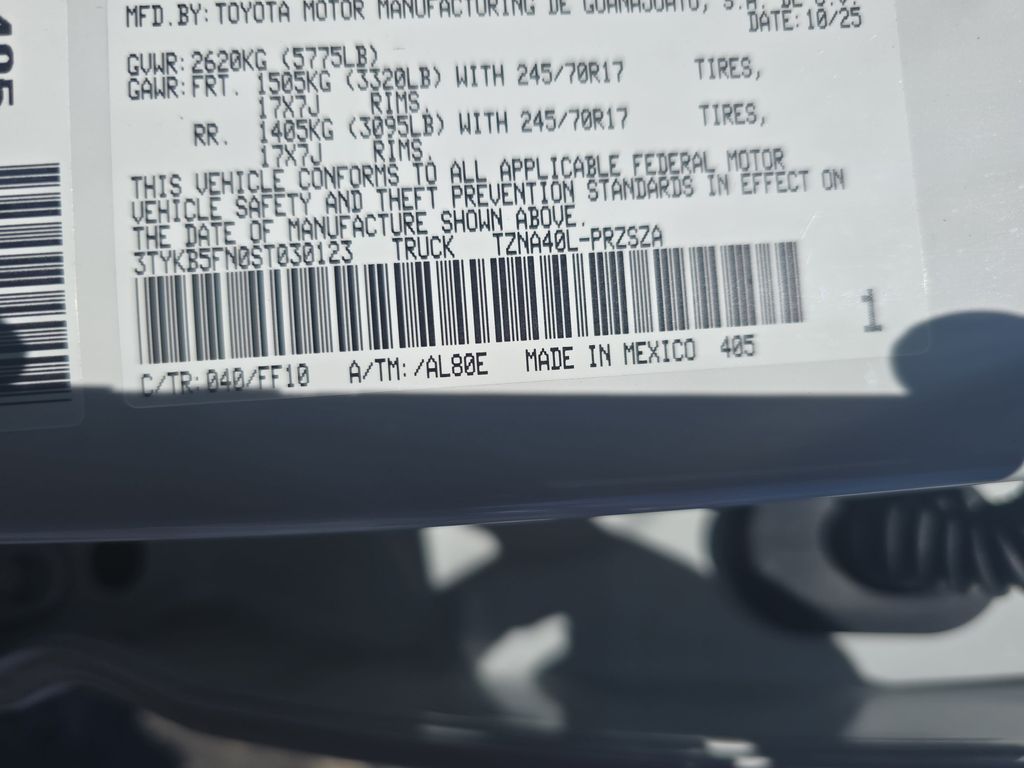 MFD.BY:TOYOTA MOTOR MANUFACTURING DE GUANAJUATO, S.A. DE C.V.
DATE:10/25
GVWR:2620KG (5775LB)
GAWR:FRT. 1505KG (3320LB) WITH 245/70R17 TIRES,
17X7J RIMS,
RR. 1405KG (3095LB) WITH 245/70R17 TIRES,
17X7J RIMS,
THIS VEHICLE CONFORMS TO ALL APPLICABLE FEDERAL MOTOR
VEHICLE SAFETY AND THEFT PREVENTION STANDARDS IN EFFECT ON
THE DATE OF MANUFACTURE SHOWN ABOVE.
3TYKB5FN0ST030123 TRUCK TZNA40L-PRZSZA
1
C/TR:040/FF10 A/TM:/AL80E MADE IN MEXICO 405
405